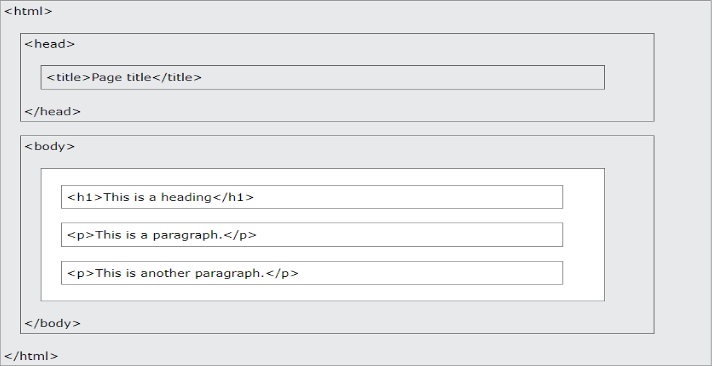 <html>
<head>
<title>Page title</title>
</head>
<body>
<h1>This is a heading</h1>
<p>This is a paragraph.</p>
<p>This is another paragraph.</p>
</body>
</html>